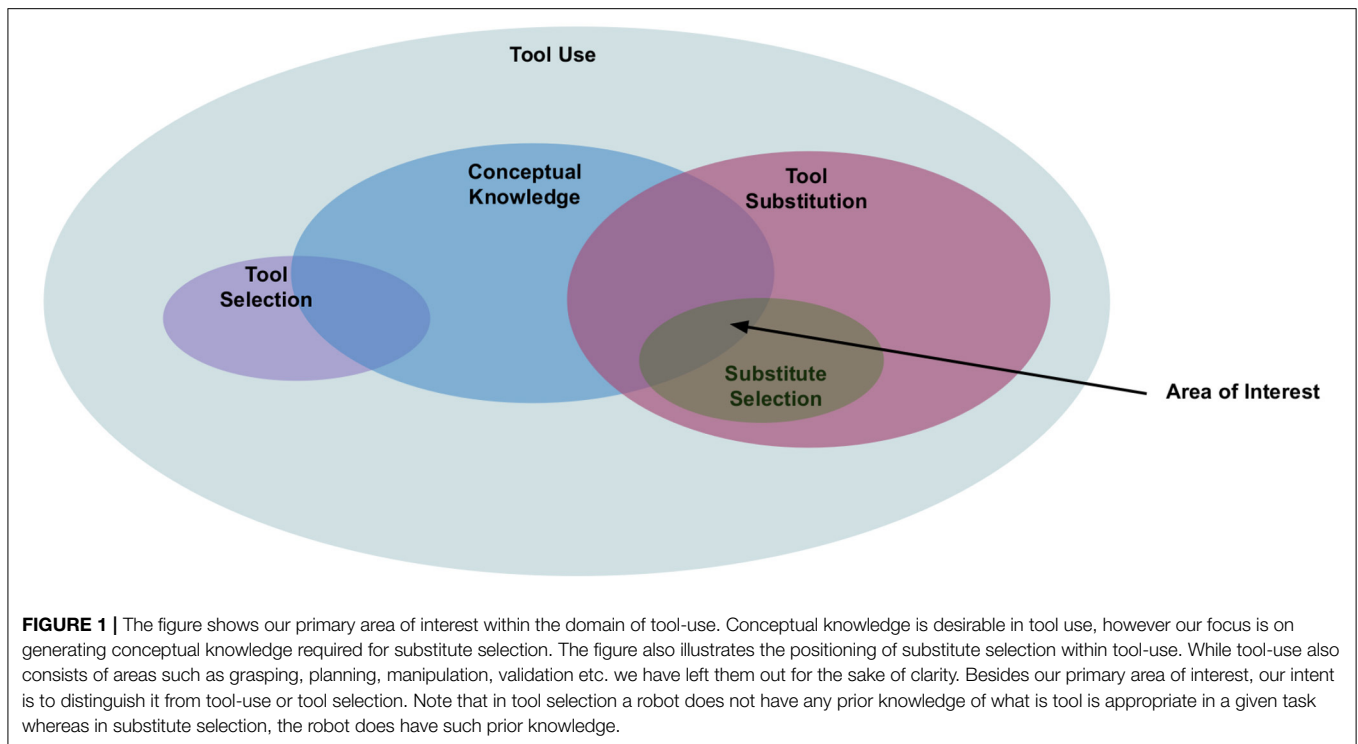 Tool Use
Conceptual
Knowledge
Tool
Substitution
Tool
Selection
Substitute
Selection
Area of Interest
FIGURE 1 | The figure shows our primary area of interest within the domain of tool-use. Conceptual knowledge is desirable in tool use, however our focus is on
generating conceptual knowledge required for substitute selection. The figure also illustrates the positioning of substitute selection within tool-use. While tool-use also
consists of areas such as grasping, planning, manipulation, validation etc. we have left them out for the sake of clarity. Besides our primary area of interest, our intent
is to distinguish it from tool-use or tool selection. Note that in tool selection a robot does not have any prior knowledge of what is tool is appropriate in a given task
whereas in substitute selection, the robot does have such prior knowledge.